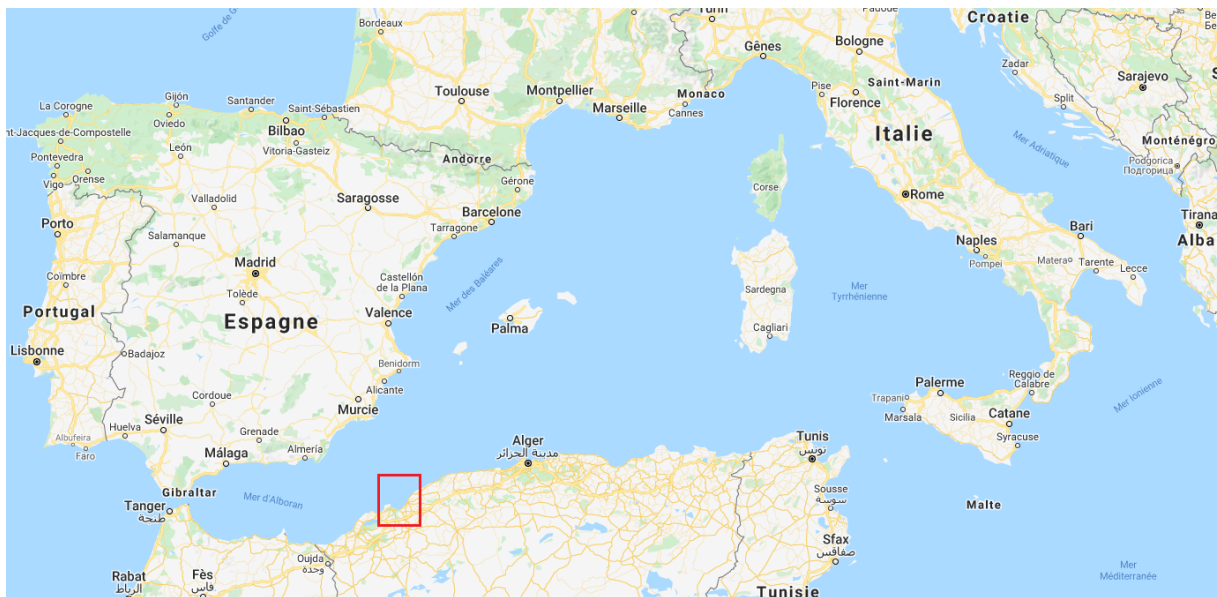 Bordeaux
Golfe de G
Turin
Padoue
Croatie
Gênes
Bologne
Zadar
Saint-Marin
Sarajevo
La Corogne
Gijón
Santander
Saint-Sébastien
Toulouse
Montpellier
Marseille
Monaco
Cannes
Pise
Florence
Split
Oviedo
Bilbao
nt-Jacques-de-Compostelle
León
Vitoria-Gasteiz
Italie
Mer Adriatique
Monténégro
Pontevedra
Orense
Vigo
Andorre
Gérone
Corse
Podgorica
Подгорица
Valladolid
Saragosse
Rome
Porto
Barcelone
Tarragone
Bari
Tirana
Salamanque
Naples
Pompei
Alba
Madrid
Matera
Tarente
Lecce
Coïmbre
Castellón
de la Plana
Mer des Baléares
Sardegna
Mer
Tyrrhénienne
Tolède
Portugal
Espagne
Valence
Palma
Cagliari
Lisbonne
Badajoz
Benidorm
Alicante
Reggio de
Calabre
Mer Ionienne
Cordoue
Murcie
Palerme
Trapani
Marsala
Sicilia
Catane
Syracuse
Séville
Huelva
Albufeira
Faro
Grenade
Almería
Málaga
Alger
مدينة الجزائر
Tunis
تونس
Gibraltar
Mer d'Alboran
Tanger
طنجة
Sousse
سوسة
Malte
Sfax
صفاقس
Oujda
وجدة
Rabat
الرباط
Fès
فاس
Mer
Méditerranée
Tunisie